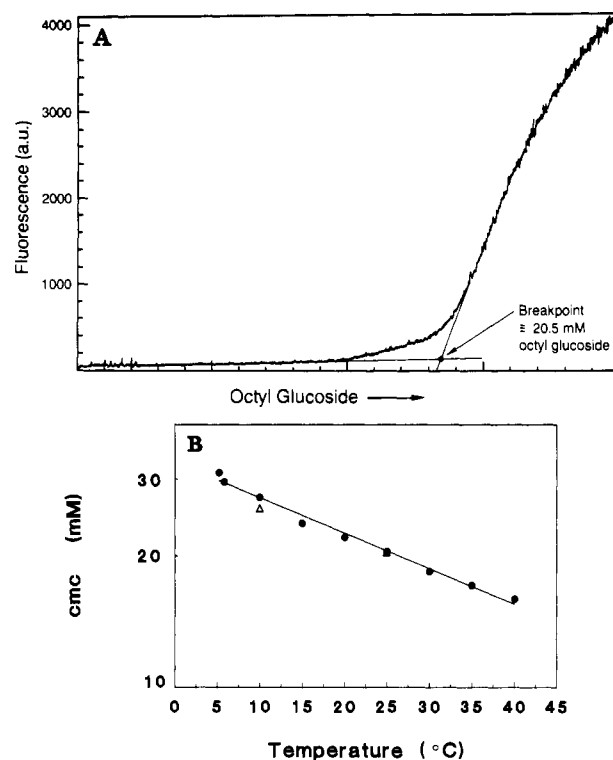 A
4000
3000
2000
1000
Fluorescence (a.u.)
Breakpoint
≡ 20.5 mM
octyl glucoside
Octyl Glucoside
B
30
20
10
cmc (mM)
0 5 10 15 20 25 30 35 40 45
Temperature (°C)